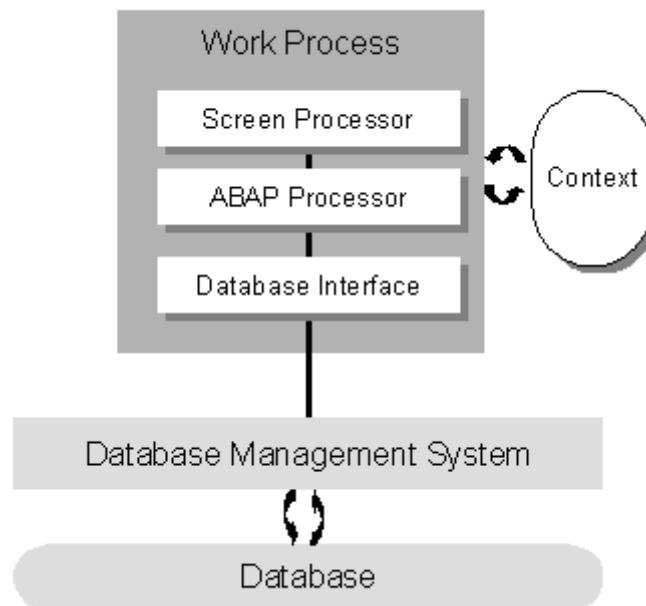 Work Process
Screen Processor
ABAP Processor
Context
Database Interface
Database Management System
Database